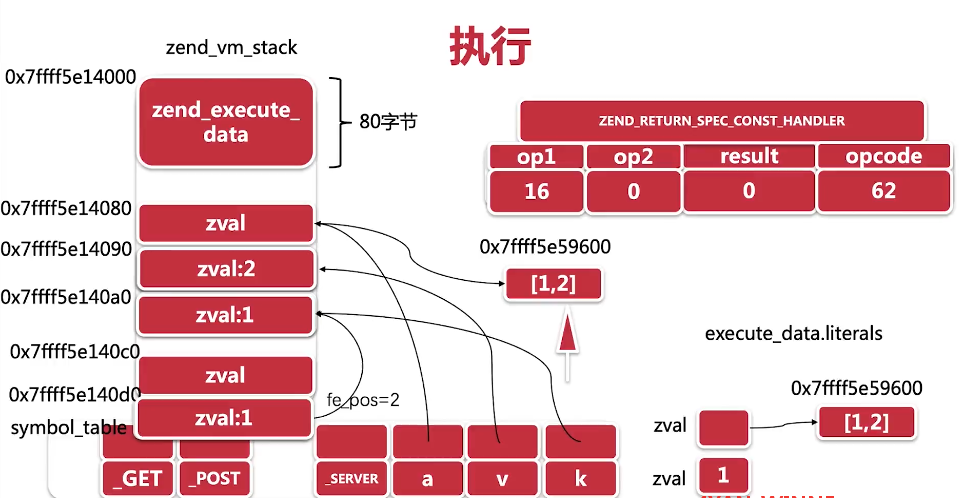 执行
zend_vm_stack
0x7ffff5e14000
zend_execute_
data
80字节
ZEND_RETURN_SPEC_CONST_HANDLER
op1 op2 result opcode
16 0 0 62
0x7ffff5e14080
zval
0x7ffff5e14090
zval:2
0x7ffff5e59600
[1,2]
0x7ffff5e140a0
zval:1
execute_data.literals
0x7ffff5e140c0
zval
0x7ffff5e140d0
zval:1
fe_pos=2
0x7ffff5e59600
zval
[1,2]
symbol_table
_GET _POST _SERVER a v k
zval 1